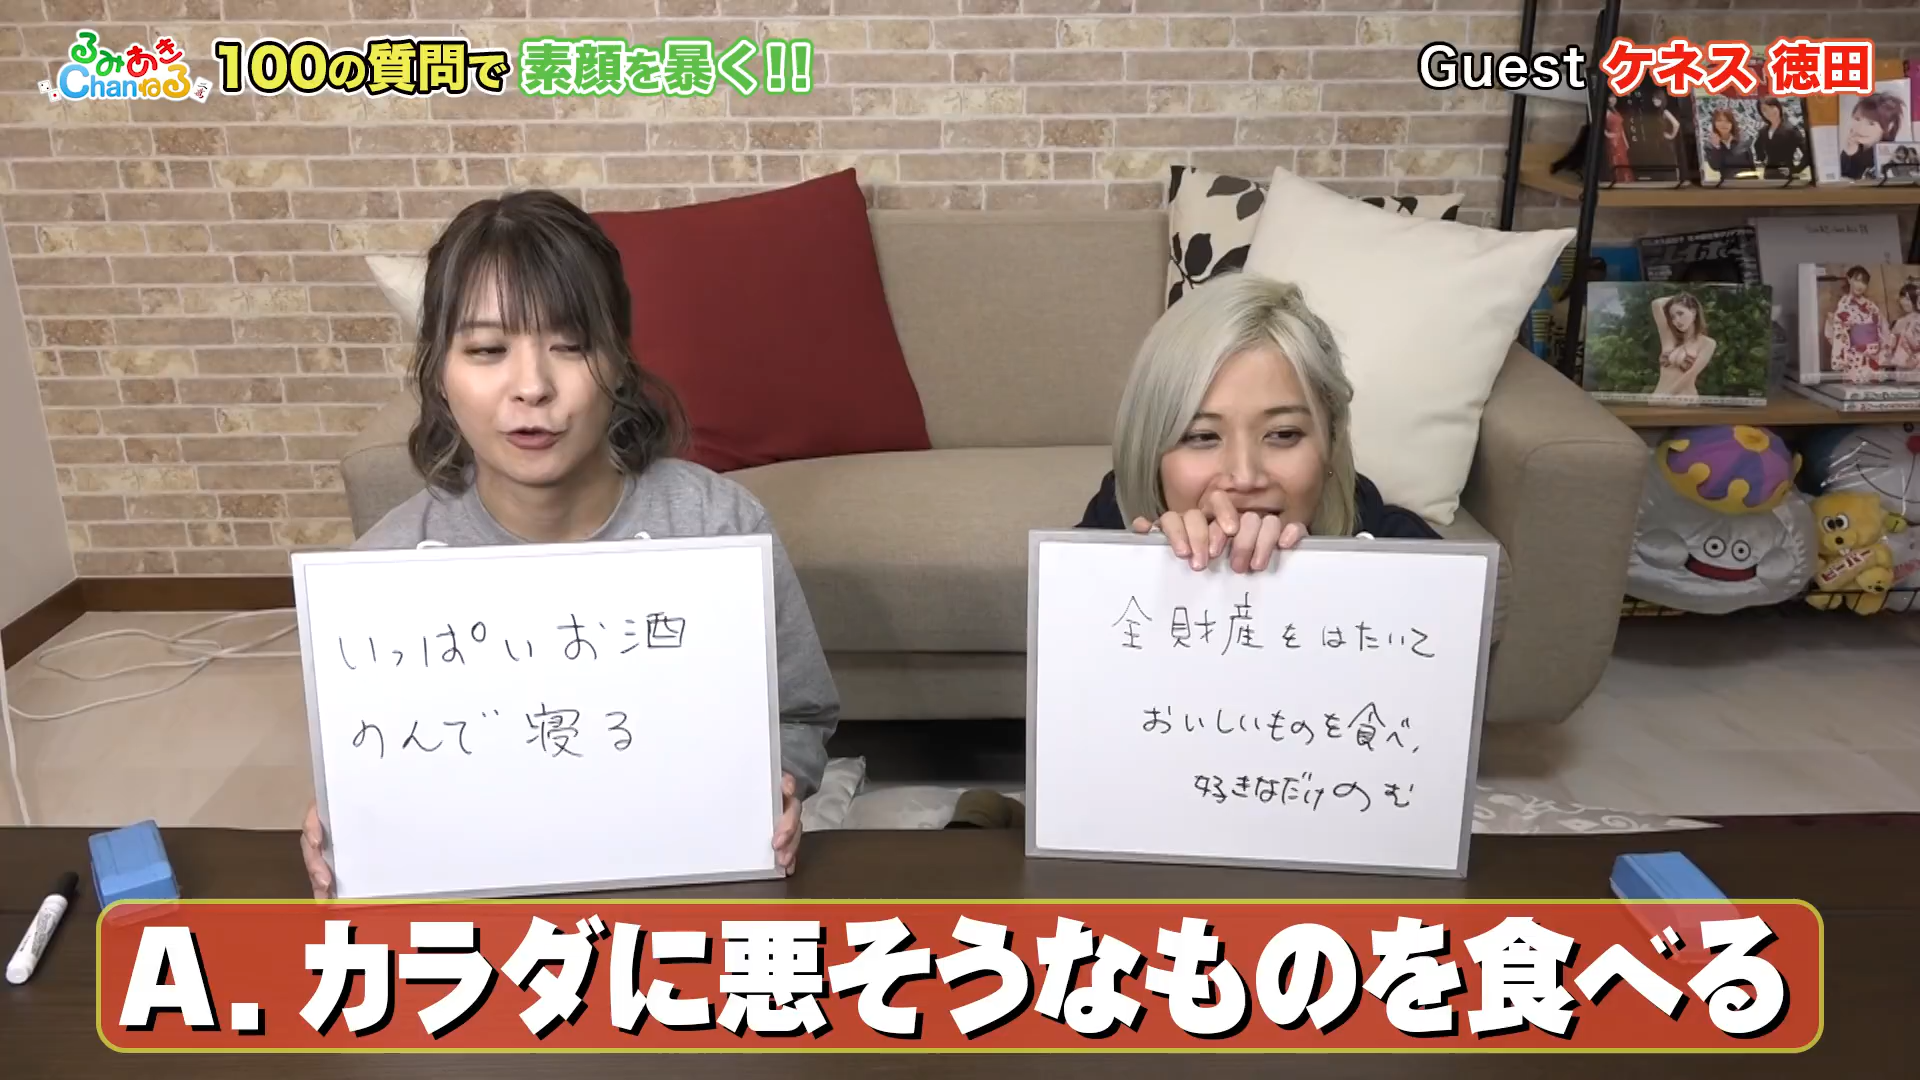 るみあき
Chanねる
100の質問で 素顔を暴く!!
Guest ケネス 徳田
いっぱいお酒
のんで寝る
全財産をはたいて
おいしいものを食べ、
好きなだけのむ
A. カラダに悪そうなものを食べる